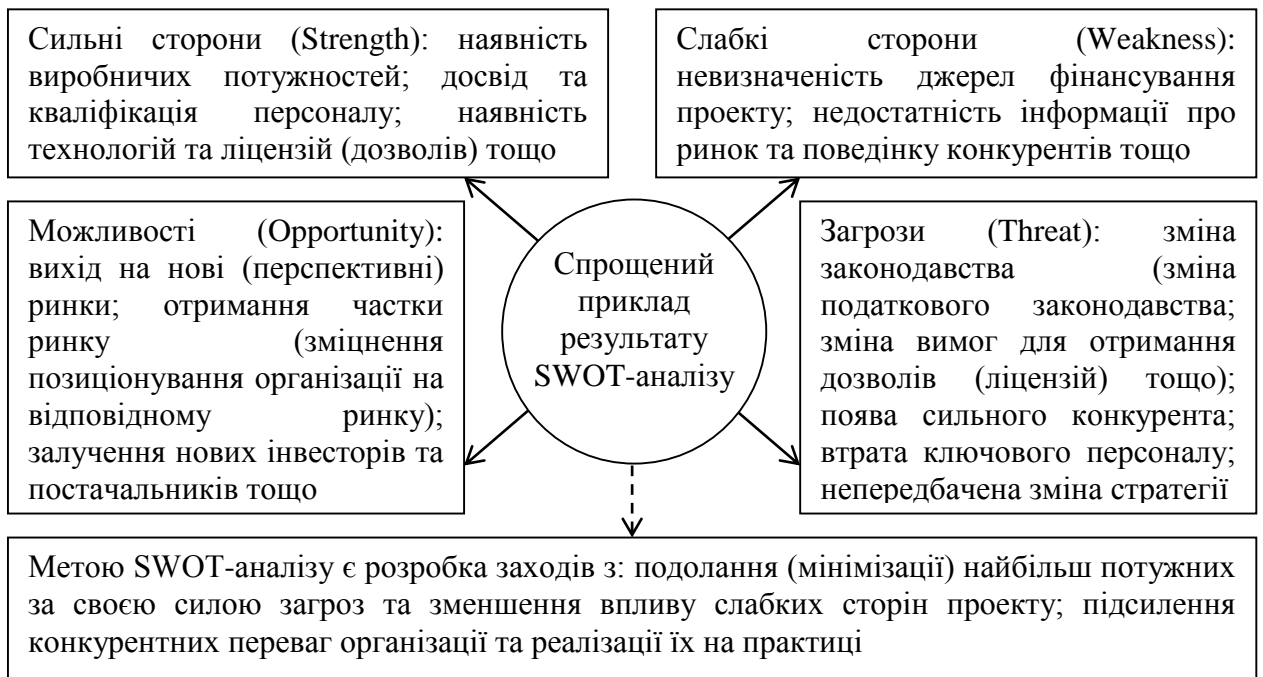 Сильні сторони (Strength): наявність
виробничих потужностей; досвід та
кваліфікація персоналу; наявність
технологій та ліцензій (дозволів) тощо
Слабкі сторони (Weakness):
невизначеність джерел фінансування
проекту; недостатність інформації про
ринок та поведінку конкурентів тощо
Можливості (Opportunity):
вихід на нові (перспективні)
ринки; отримання частки
ринку (зміцнення
позиціонування організації на
відповідному ринку);
залучення нових інвесторів та
постачальників тощо
Спрощений
приклад
результату
SWOT-аналізу
Загрози (Threat): зміна
законодавства (зміна
податкового законодавства;
зміна вимог для отримання
дозволів (ліцензій) тощо);
поява сильного конкурента;
втрата ключового персоналу;
непередбачена зміна стратегії
Метою SWOT-аналізу є розробка заходів з: подолання (мінімізації) найбільш потужних
за своєю силою загроз та зменшення впливу слабких сторін проекту; підсилення
конкурентних переваг організації та реалізації їх на практиці